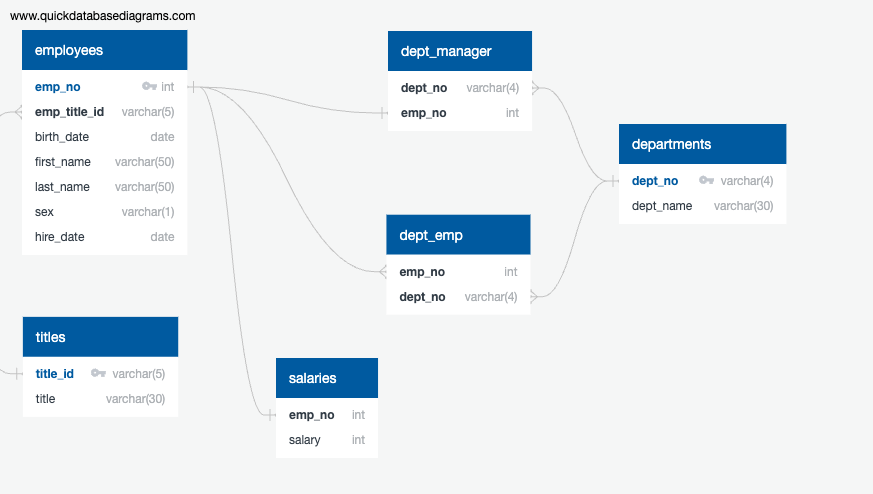 www.quickdatabasediagrams.com
employees
emp_no int
emp_title_id varchar(5)
birth_date date
first_name varchar(50)
last_name varchar(50)
sex varchar(1)
hire_date date
dept_manager
dept_no varchar(4)
emp_no int
departments
dept_no varchar(4)
dept_name varchar(30)
dept_emp
emp_no int
dept_no varchar(4)
titles
title_id varchar(5)
title varchar(30)
salaries
emp_no int
salary int